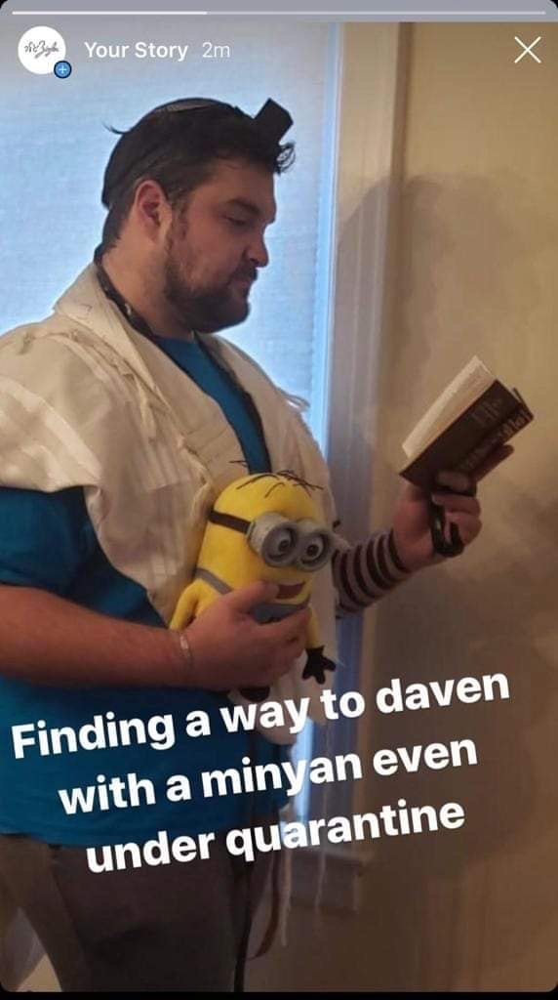 Your Story 2m
Finding a way to daven
with a minyan even
under quarantine